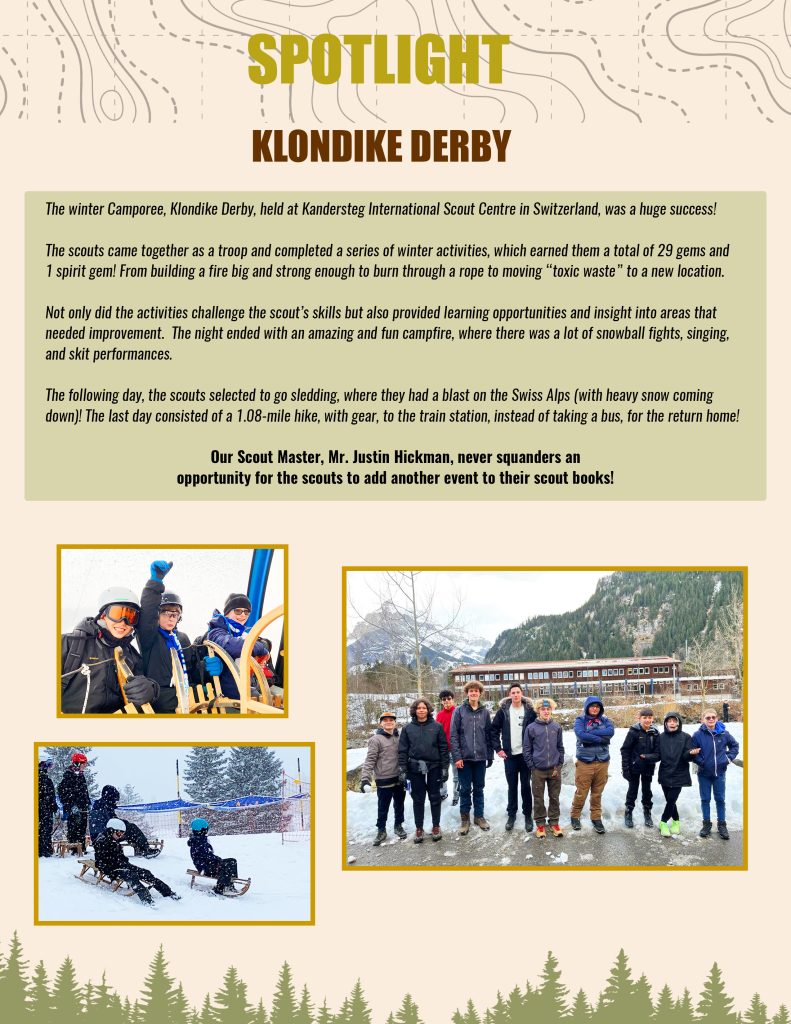 SPOTLIGHT
KLONDIKE DERBY
The winter Camporee, Klondike Derby, held at Kandersteg International Scout Centre in Switzerland, was a huge success!
The scouts came together as a troop and completed a series of winter activities, which earned them a total of 29 gems and
1 spirit gem! From building a fire big and strong enough to burn through a rope to moving “toxic waste” to a new location.
Not only did the activities challenge the scout’s skills but also provided learning opportunities and insight into areas that
needed improvement.  The night ended with an amazing and fun campfire, where there was a lot of snowball fights, singing,
and skit performances.
The following day, the scouts selected to go sledding, where they had a blast on the Swiss Alps (with heavy snow coming
down)! The last day consisted of a 1.08-mile hike, with gear, to the train station, instead of taking a bus, for the return home!
Our Scout Master, Mr. Justin Hickman, never squanders an
opportunity for the scouts to add another event to their scout books!